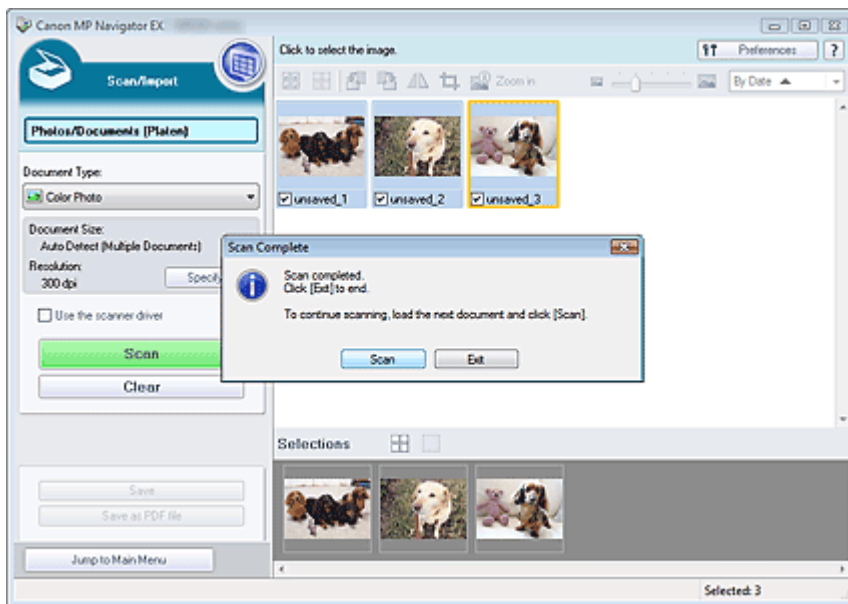 Canon MP Navigator EX
Scan/Import
Photos/Documents (Platen)
Document Type:
Color Photo
Document Size:
Auto Detect (Multiple Documents)
Resolution:
300 dpi
Specify
Use the scanner driver
Scan
Clear
Save
Save as PDF file
Jump to Main Menu
Click to select the image.
Preferences
?
Zoom in
By Date
unsaved_1
unsaved_2
unsaved_3
Scan Complete
Scan completed.
Click [Exit] to end.
To continue scanning, load the next document and click [Scan].
Scan
Exit
Selections
Selected: 3